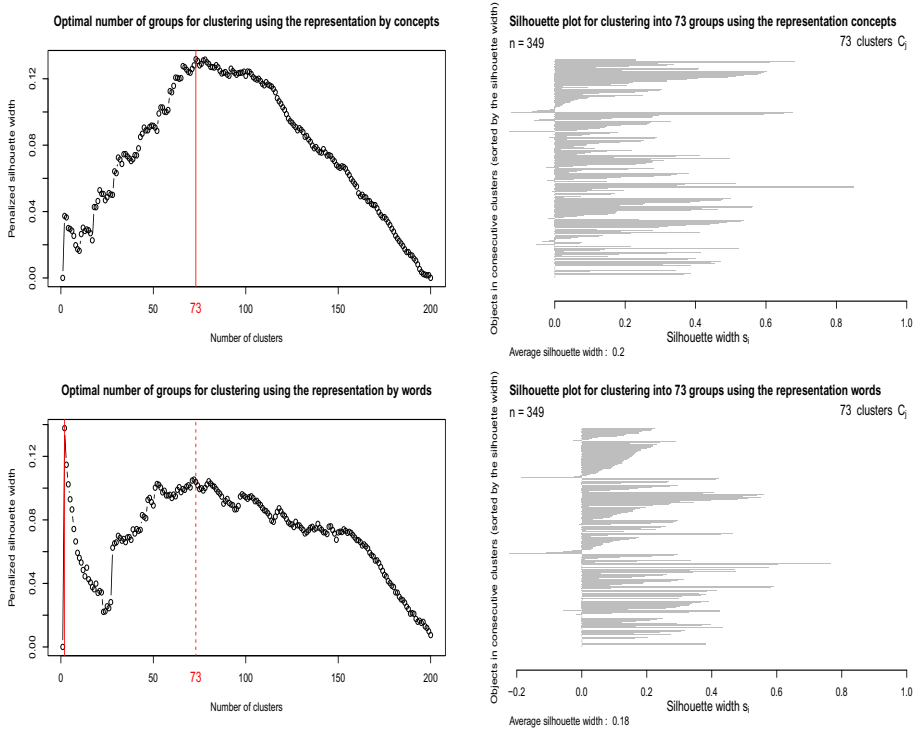 Optimal number of groups for clustering using the representation by concepts
Penalized silhouette width
0.00 0.04 0.08 0.12
0 50 73 100 150 200
Number of clusters
Silhouette plot for clustering into 73 groups using the representation concepts
n = 349
73 clusters Cj
Objects in consecutive clusters (sorted by the silhouette width)
0.0 0.2 0.4 0.6 0.8 1.0
Silhouette width si
Average silhouette width : 0.2
Optimal number of groups for clustering using the representation by words
Penalized silhouette width
0.00 0.04 0.08 0.12
0 50 73 100 150 200
Number of clusters
Silhouette plot for clustering into 73 groups using the representation words
n = 349
73 clusters Cj
Objects in consecutive clusters (sorted by the silhouette width)
−0.2 0.0 0.2 0.4 0.6 0.8 1.0
Silhouette width si
Average silhouette width : 0.18